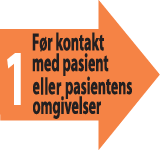 1
Før kontakt
med pasient
eller pasientens
omgivelser